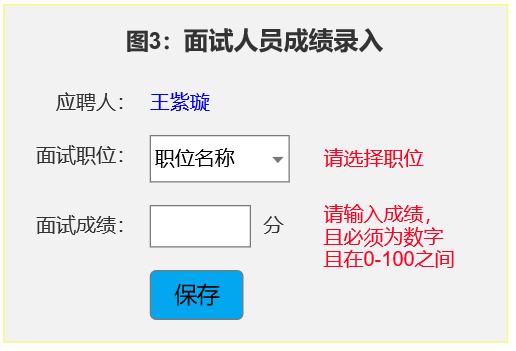 图3：面试人员成绩录入
应聘人： 王紫璇
面试职位： 职位名称 请选择职位
面试成绩： 分 请输入成绩，
且必须为数字
且在0-100之间
保存